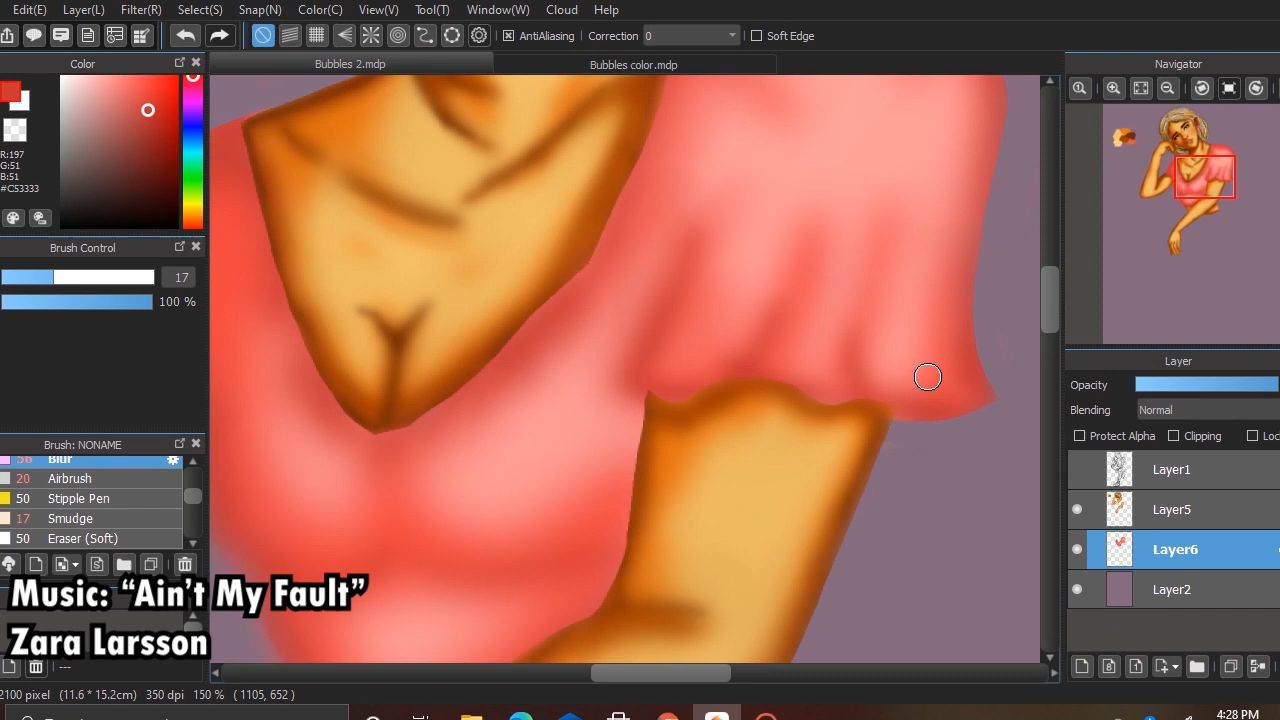 Edit(E) Layer(L) Filter(R) Select(S) Snap(N) Color(C) View(V) Tool(T) Window(W) Cloud Help
AntiAliasing Correction 0 Soft Edge
Color Bubbles 2.mdp Bubbles color.mdp Navigator
R:197
G:51
B:51
#C53333
Brush Control
17
100 %
Layer
Opacity
Blending Normal
Protect Alpha Clipping Loc
Brush: NONAME
Blur
20 Airbrush
50 Stipple Pen
17 Smudge
50 Eraser (Soft)
Layer1
Layer5
Layer6
Layer2
Music: “Ain’t My Fault”
Zara Larsson
---
2100 pixel (11.6 * 15.2cm) 350 dpi 150 % ( 1105, 652 )
4:28 PM